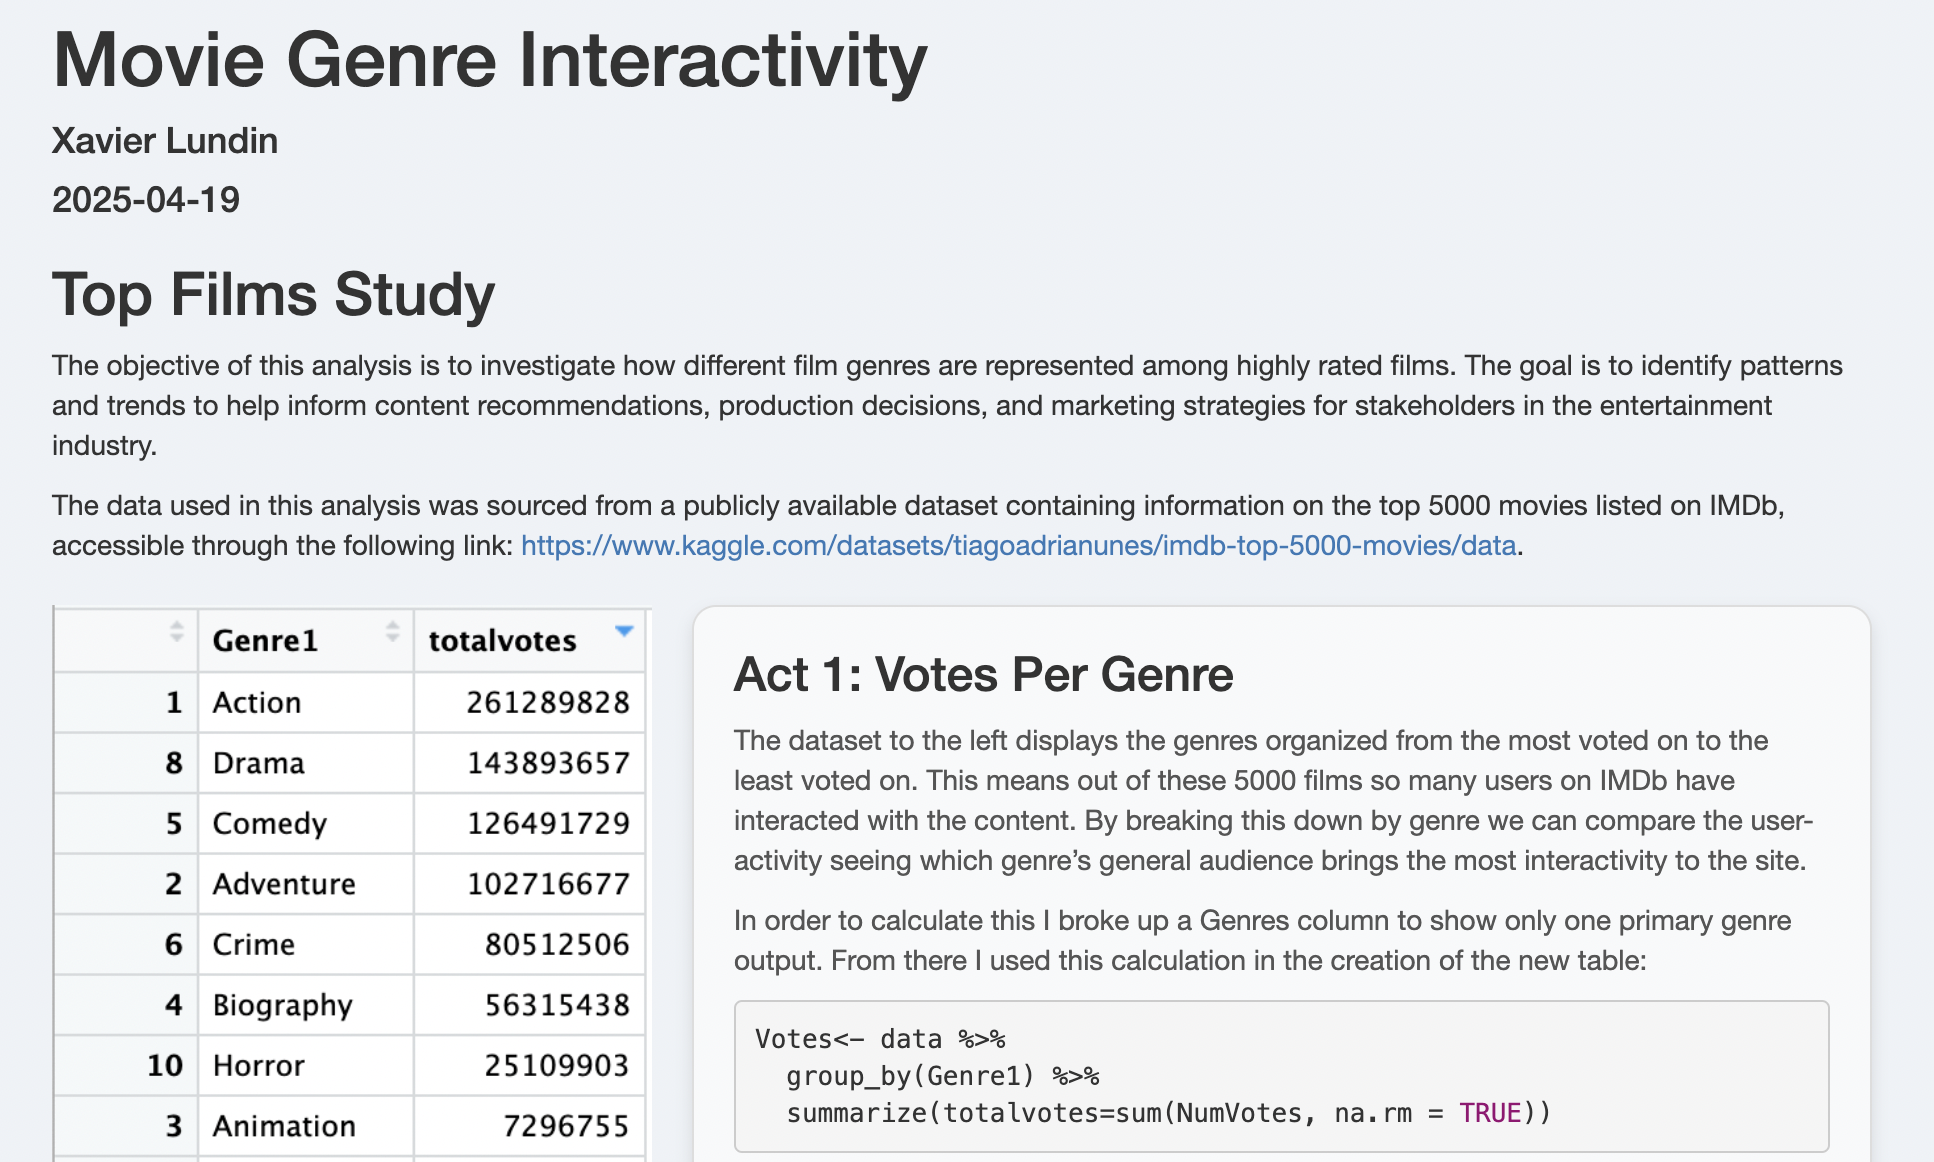 Movie Genre Interactivity
Xavier Lundin
2025-04-19
Top Films Study
The objective of this analysis is to investigate how different film genres are represented among highly rated films. The goal is to identify patterns
and trends to help inform content recommendations, production decisions, and marketing strategies for stakeholders in the entertainment
industry.
The data used in this analysis was sourced from a publicly available dataset containing information on the top 5000 movies listed on IMDb,
accessible through the following link: https://www.kaggle.com/datasets/tiagoadrianunes/imdb-top-5000-movies/data.
Genre1 totalvotes
1 Action 261289828
8 Drama 143893657
5 Comedy 126491729
2 Adventure 102716677
6 Crime 80512506
4 Biography 56315438
10 Horror 25109903
3 Animation 7296755
Act 1: Votes Per Genre
The dataset to the left displays the genres organized from the most voted on to the
least voted on. This means out of these 5000 films so many users on IMDb have
interacted with the content. By breaking this down by genre we can compare the user-
activity seeing which genre’s general audience brings the most interactivity to the site.
In order to calculate this I broke up a Genres column to show only one primary genre
output. From there I used this calculation in the creation of the new table:
Votes<- data %>%
group_by(Genre1) %>%
summarize(totalvotes=sum(NumVotes, na.rm = TRUE))